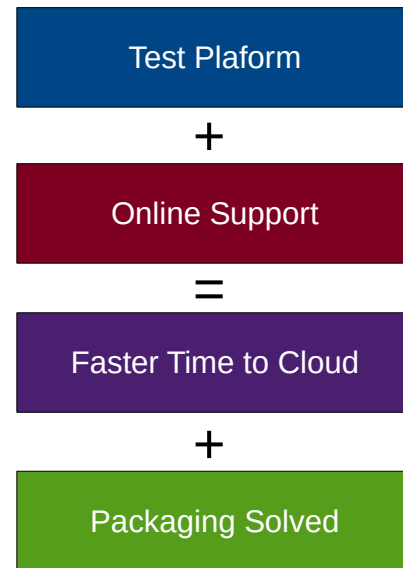 Test Plaform
+
Online Support
=
Faster Time to Cloud
+
Packaging Solved